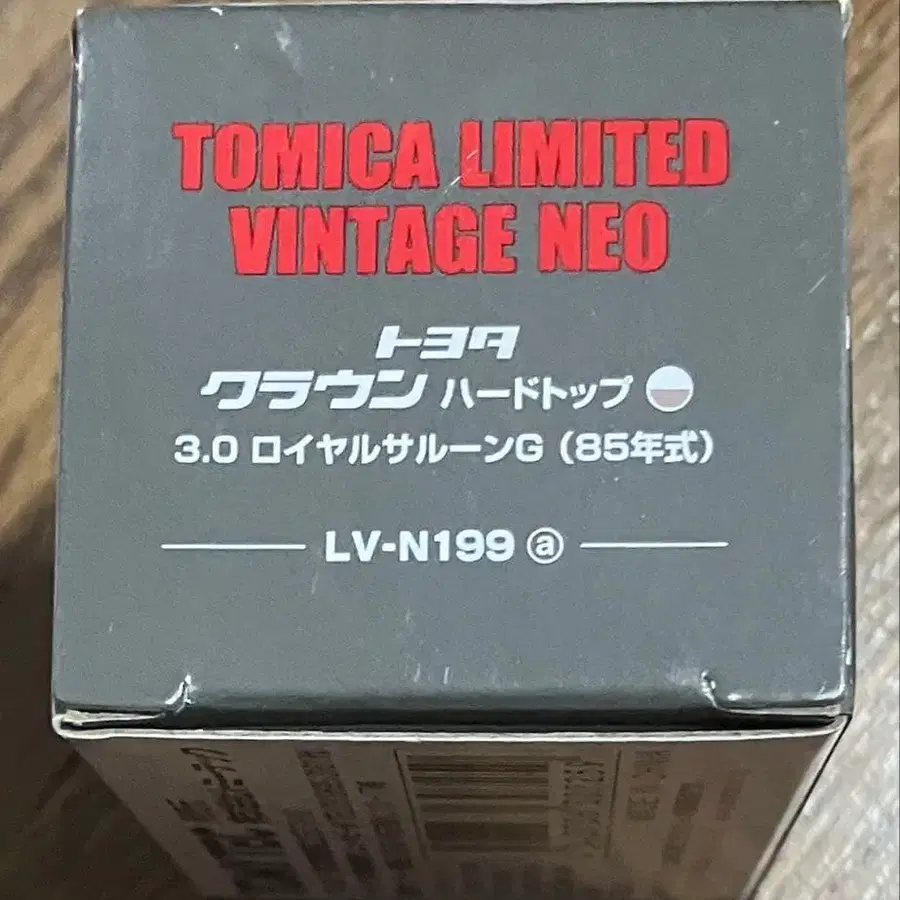 TOMICA LIMITED
VINTAGE NEO
トヨタ
クラウン ハードトップ
3.0 ロイヤルサルーンG（85年式）
LV-N199 ⓐ